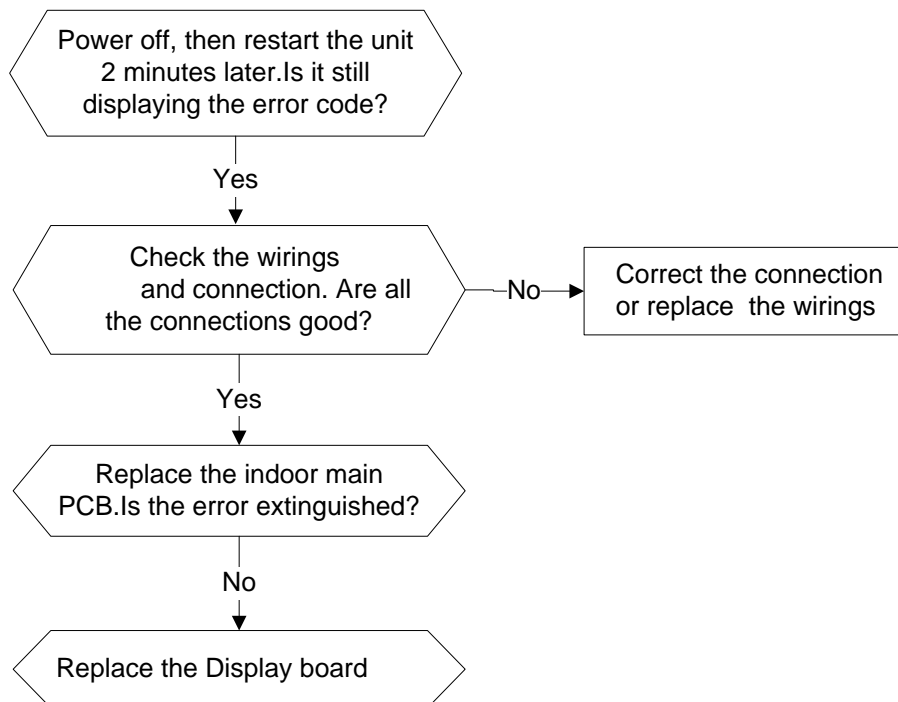 Power off, then restart the unit
2 minutes later.Is it still
displaying the error code?
Yes
Check the wirings
and connection. Are all
the connections good?
No
Correct the connection
or replace the wirings
Yes
Replace the indoor main
PCB.Is the error extinguished?
No
Replace the Display board